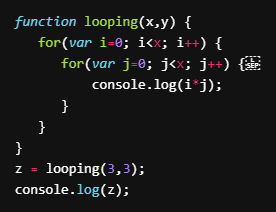 function looping(x,y) {
   for(var i=0; i<x; i++) {
      for(var j=0; j<x; j++) {
          console.log(i*j);
      }
   }
}
z = looping(3,3);
console.log(z);